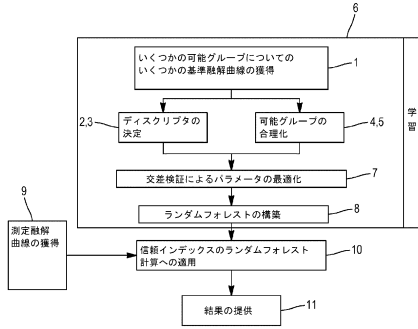 6
いくつかの可能グループについての
いくつかの基準融解曲線の獲得
1
2,3
ディスクリプタの
決定
可能グループの
合理化
4,5
学
習
交差検証によるパラメータの最適化
7
ランダムフォレストの構築
8
9
測定融解
曲線の獲得
信頼インデックスのランダムフォレスト
計算への適用
10
結果の提供
11